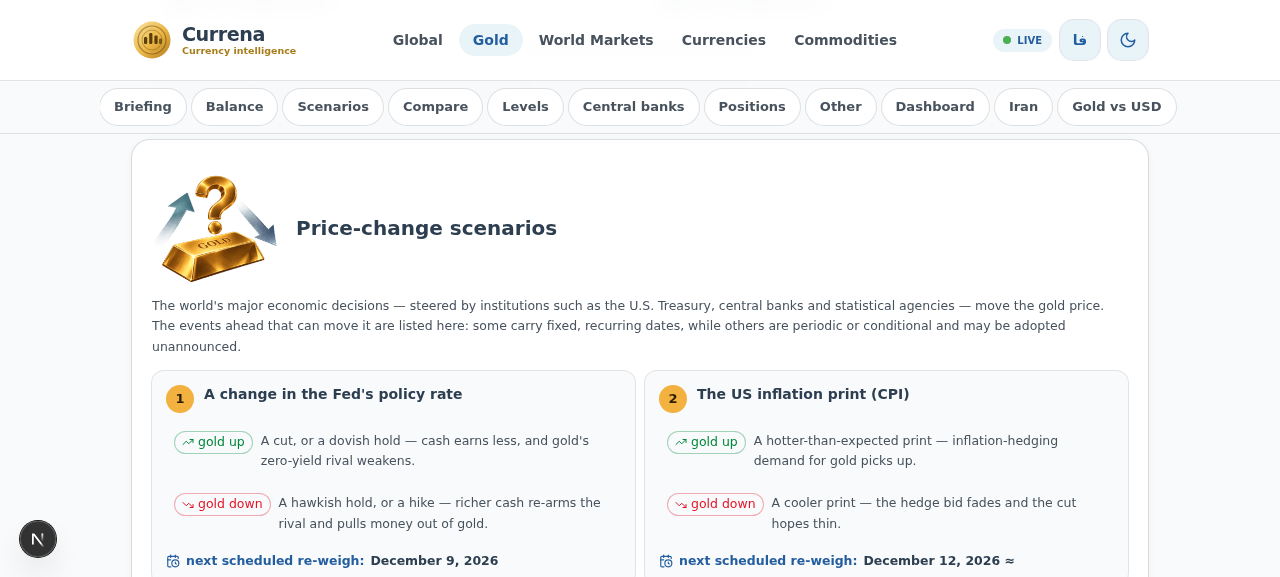 Currena
Currency intelligence
Global
Gold
World Markets
Currencies
Commodities
LIVE
فا
Briefing
Balance
Scenarios
Compare
Levels
Central banks
Positions
Other
Dashboard
Iran
Gold vs USD
GOLD
Price-change scenarios
The world's major economic decisions — steered by institutions such as the U.S. Treasury, central banks and statistical agencies — move the gold price.
The events ahead that can move it are listed here: some carry fixed, recurring dates, while others are periodic or conditional and may be adopted
unannounced.
1 A change in the Fed's policy rate
gold up A cut, or a dovish hold — cash earns less, and gold's
zero-yield rival weakens.
gold down A hawkish hold, or a hike — richer cash re-arms the
rival and pulls money out of gold.
next scheduled re-weigh: December 9, 2026
2 The US inflation print (CPI)
gold up A hotter-than-expected print — inflation-hedging
demand for gold picks up.
gold down A cooler print — the hedge bid fades and the cut
hopes thin.
next scheduled re-weigh: December 12, 2026 ≈
N